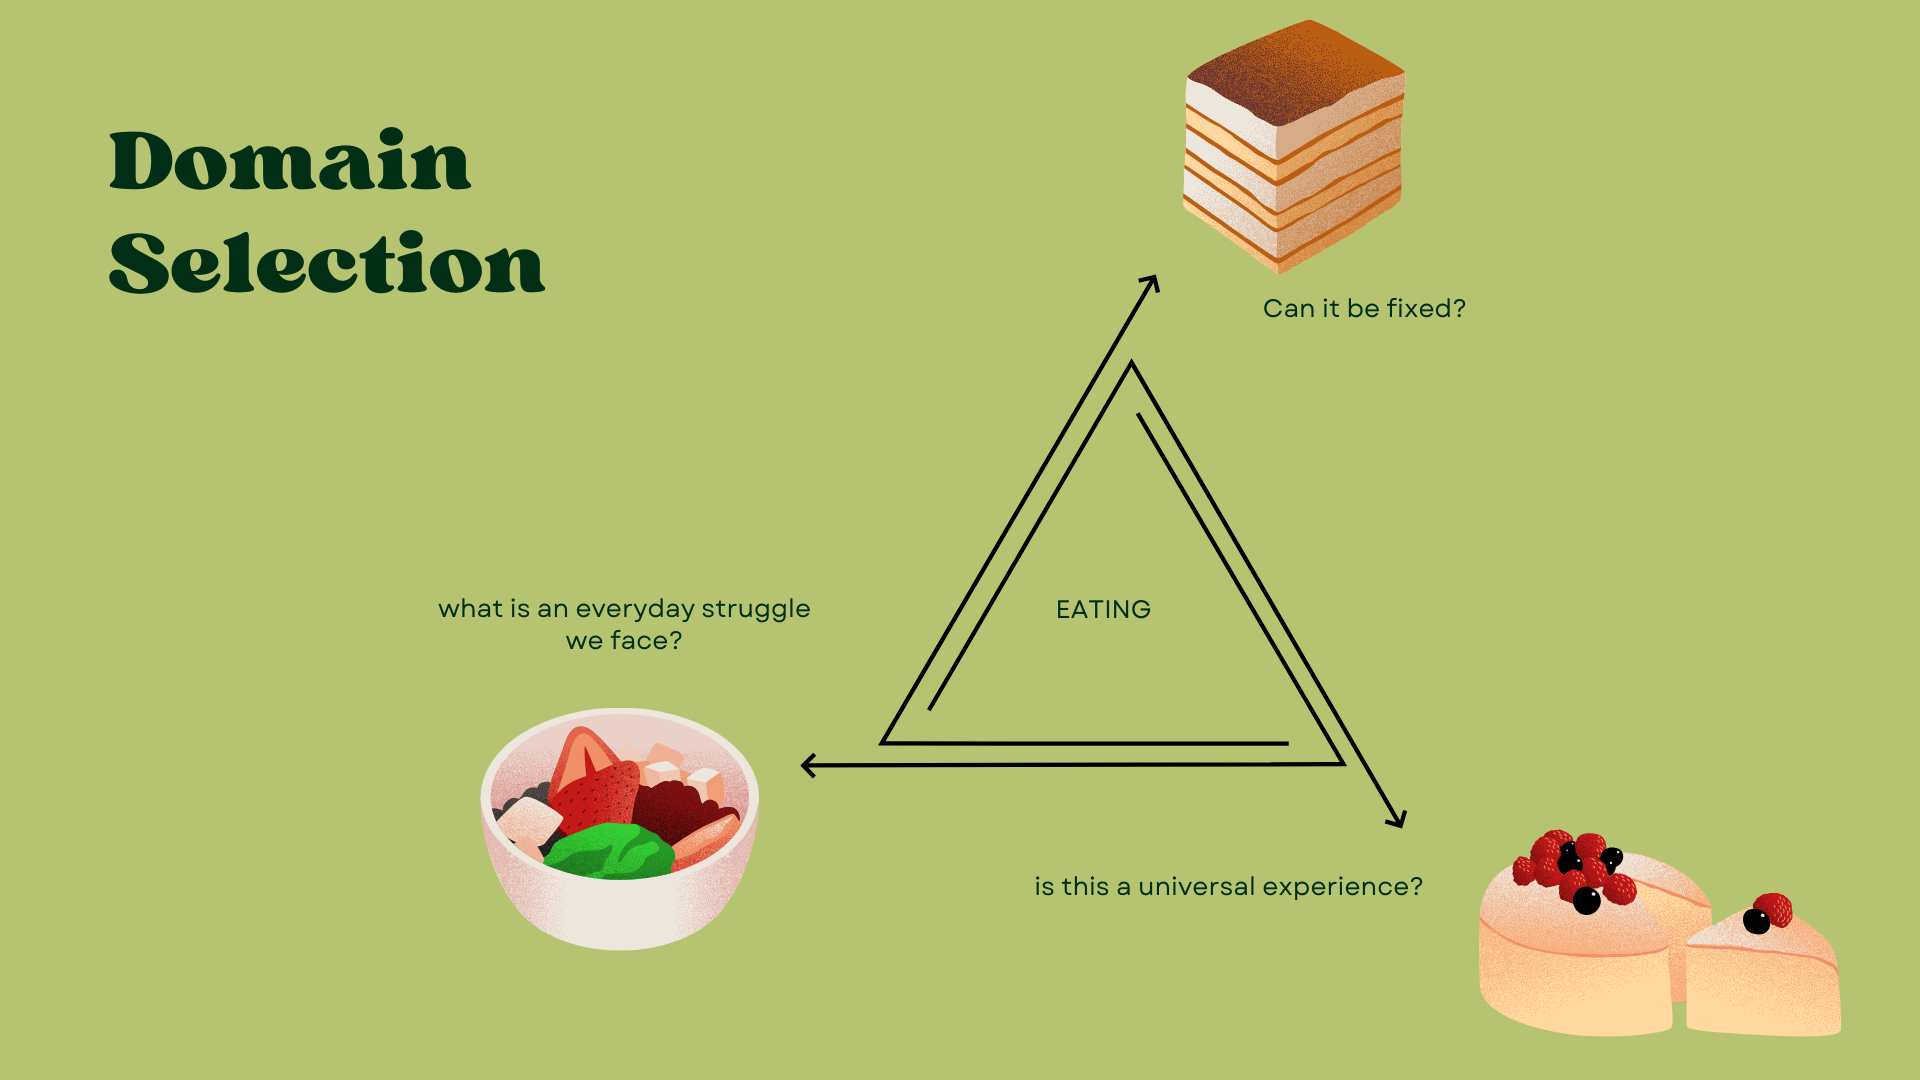 Domain
Selection
Can it be fixed?
what is an everyday struggle
we face?
EATING
is this a universal experience?